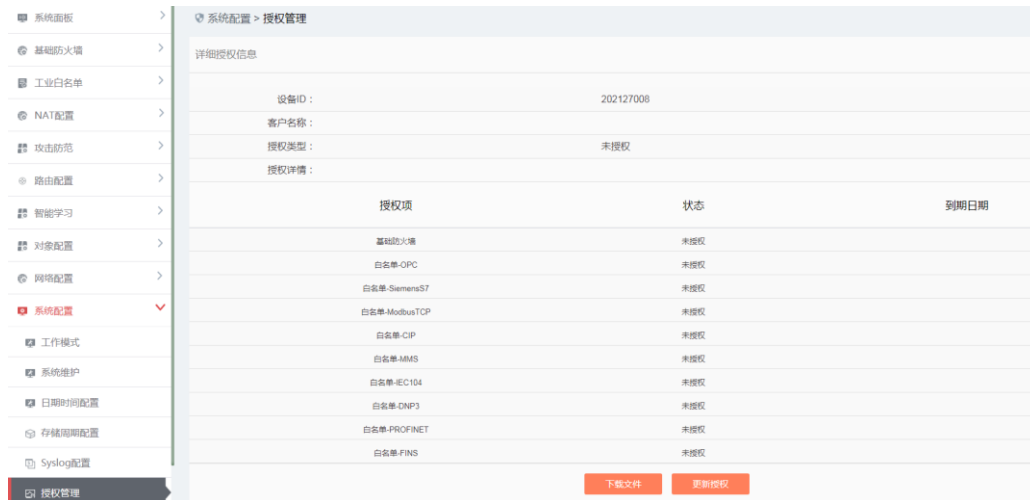 系统面板
基础防火墙
工业白名单
NAT配置
攻击防范
路由配置
智能学习
对象配置
网络配置
系统配置
工作模式
系统维护
日期时间配置
存储周期配置
Syslog配置
授权管理
系统配置 > 授权管理
详细授权信息
设备ID： 202127008
客户名称：
授权类型： 未授权
授权详情：
授权项 状态 到期日期
基础防火墙 未授权
白名单-OPC 未授权
白名单-SiemensS7 未授权
白名单-ModbusTCP 未授权
白名单-CIP 未授权
白名单-MMS 未授权
白名单-IEC104 未授权
白名单-DNP3 未授权
白名单-PROFINET 未授权
白名单-FINS 未授权
下载文件 更新授权